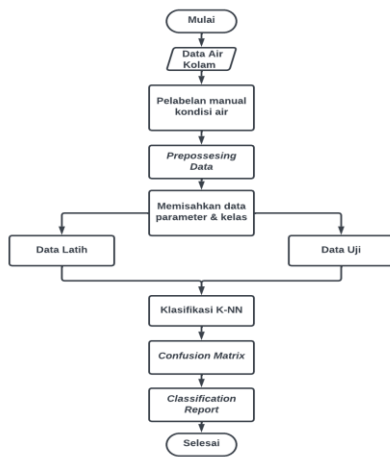 Mulai
Data Air
Kolam
Pelabelan manual
kondisi air
Prepossesing
Data
Memisahkan data
parameter & kelas
Data Latih
Data Uji
Klasifikasi K-NN
Confusion Matrix
Classification
Report
Selesai